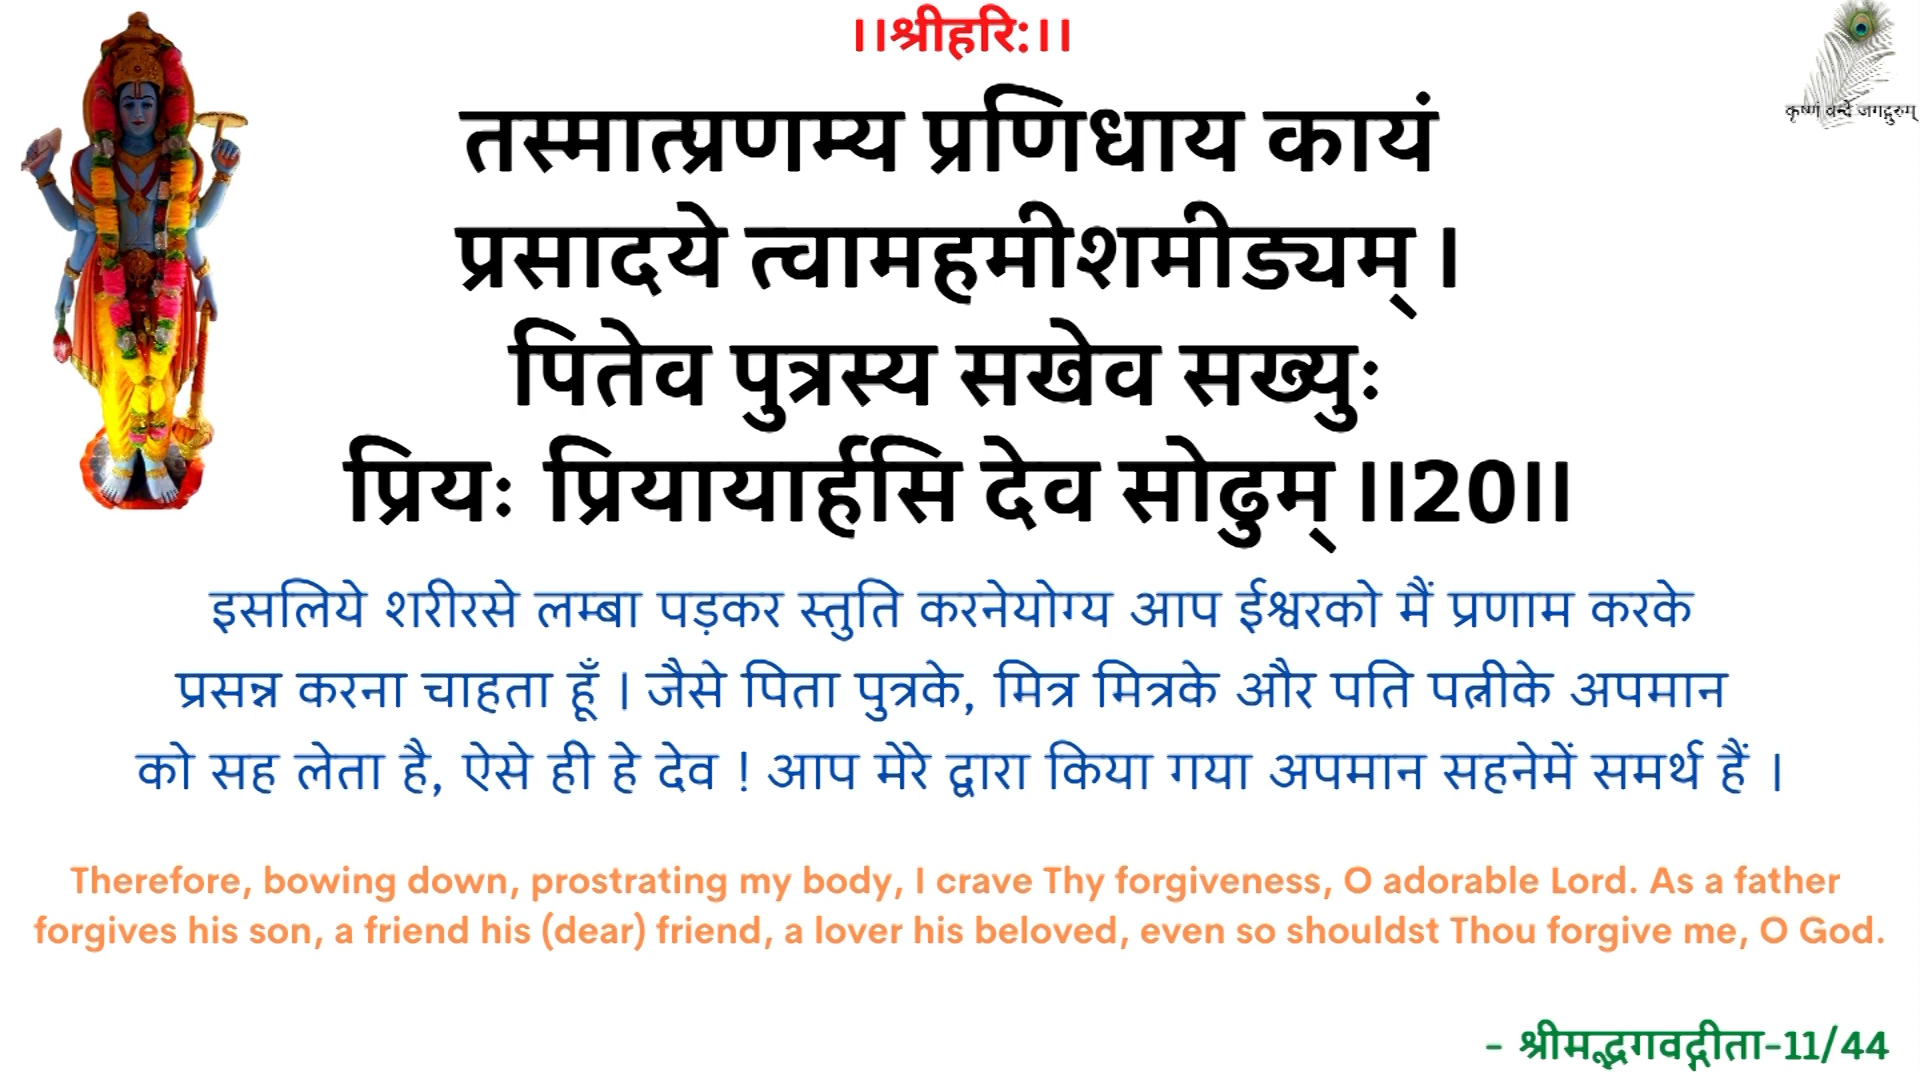 ।।श्रीहरि:।।
कृष्णं वन्दे जगद्गुरुम्
तस्मात्प्रणम्य प्रणिधाय कायं
प्रसादये त्वामहमीशमीड्यम् ।
पितेव पुत्रस्य सखेव सख्युः
प्रियः प्रियायार्हसि देव सोढुम् ।।20।।
इसलिये शरीरसे लम्बा पड़कर स्तुति करनेयोग्य आप ईश्वरको मैं प्रणाम करके
प्रसन्न करना चाहता हूँ । जैसे पिता पुत्रके, मित्र मित्रके और पति पत्नीके अपमान
को सह लेता है, ऐसे ही हे देव ! आप मेरे द्वारा किया गया अपमान सहनेमें समर्थ हैं ।
Therefore, bowing down, prostrating my body, I crave Thy forgiveness, O adorable Lord. As a father
forgives his son, a friend his (dear) friend, a lover his beloved, even so shouldst Thou forgive me, O God.
- श्रीमद्भगवद्गीता-11/44